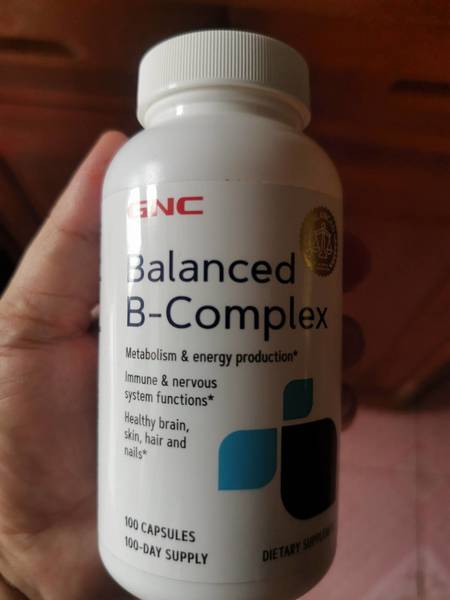 GNC
Balanced
B-Complex
Metabolism & energy production*
Immune & nervous
system functions*
Healthy brain,
skin, hair and
nails*
100 CAPSULES
100-DAY SUPPLY
DIETARY